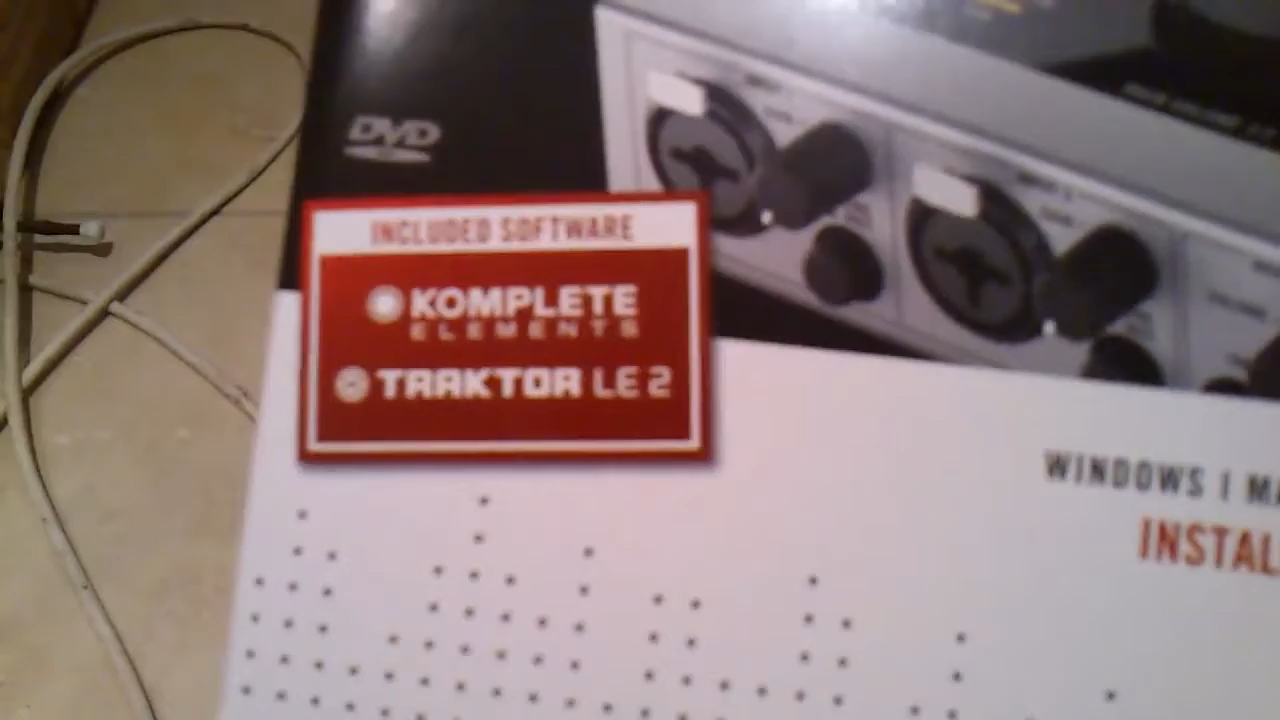 DVD
INCLUDED SOFTWARE
KOMPLETE
ELEMENTS
TRAKTOR LE 2
WINDOWS | MA
INSTAL